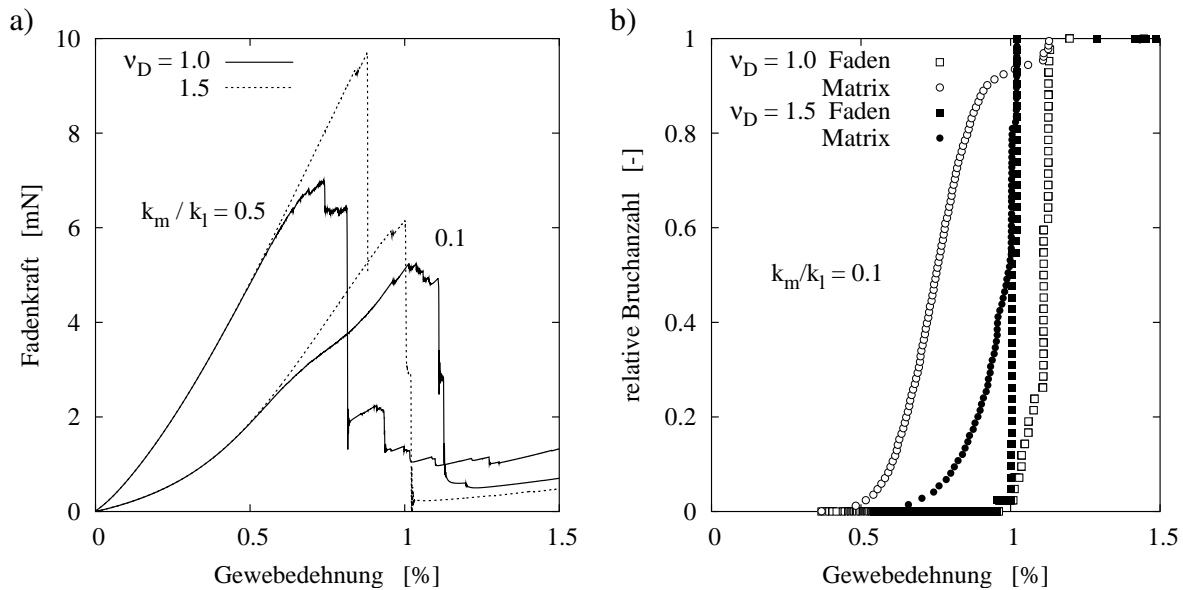 a)
10
8
6
4
2
0
Fadenkraft [mN]
ν_D = 1.0
1.5
k_m / k_l = 0.5
0.1
0
0.5
1
1.5
Gewebedehnung [%]
b)
1
0.8
0.6
0.4
0.2
0
relative Bruchanzahl [-]
ν_D = 1.0 Faden
Matrix
ν_D = 1.5 Faden
Matrix
k_m/k_l = 0.1
0
0.5
1
1.5
Gewebedehnung [%]